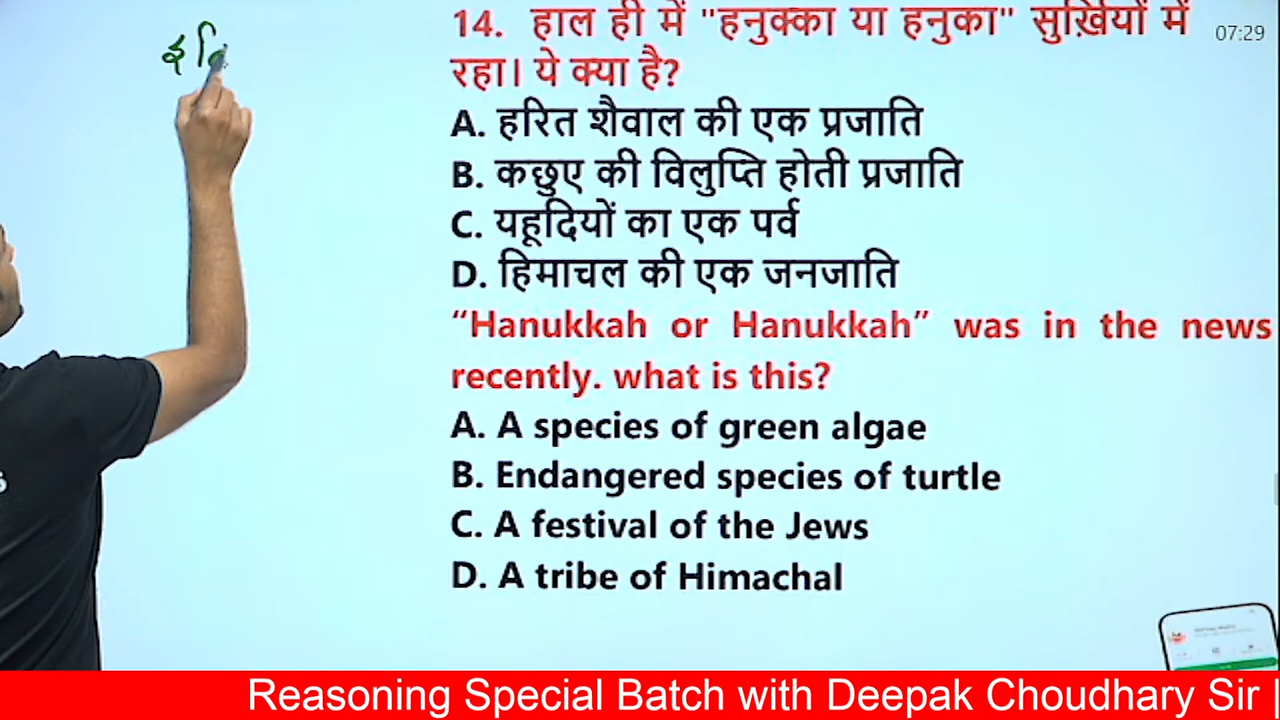 14. हाल ही में "हनुक्का या हनुका" सुर्ख़ियों में
07:29
रहा। ये क्या है?
A. हरित शैवाल की एक प्रजाति
B. कछुए की विलुप्ति होती प्रजाति
C. यहूदियों का एक पर्व
D. हिमाचल की एक जनजाति
“Hanukkah or Hanukkah” was in the news
recently. what is this?
A. A species of green algae
B. Endangered species of turtle
C. A festival of the Jews
D. A tribe of Himachal
Reasoning Special Batch with Deepak Choudhary Sir |